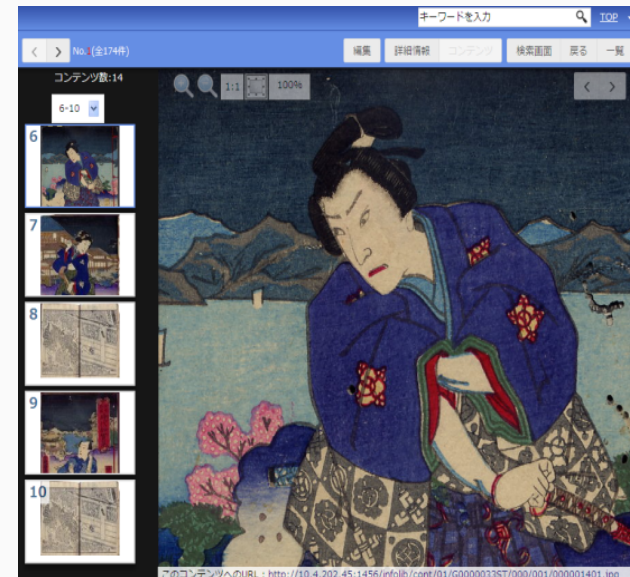 キーワードを入力
TOP
No.1(全174件)
編集
詳細情報
コンテンツ
検索画面
戻る
一覧
コンテンツ数:14
6-10
1:1
100%
6
7
8
9
10
このコンテンツへのURL : http://10.4.202.45:1456/infolib/cont/01/G0000033ST/000/001/000001401.jpg